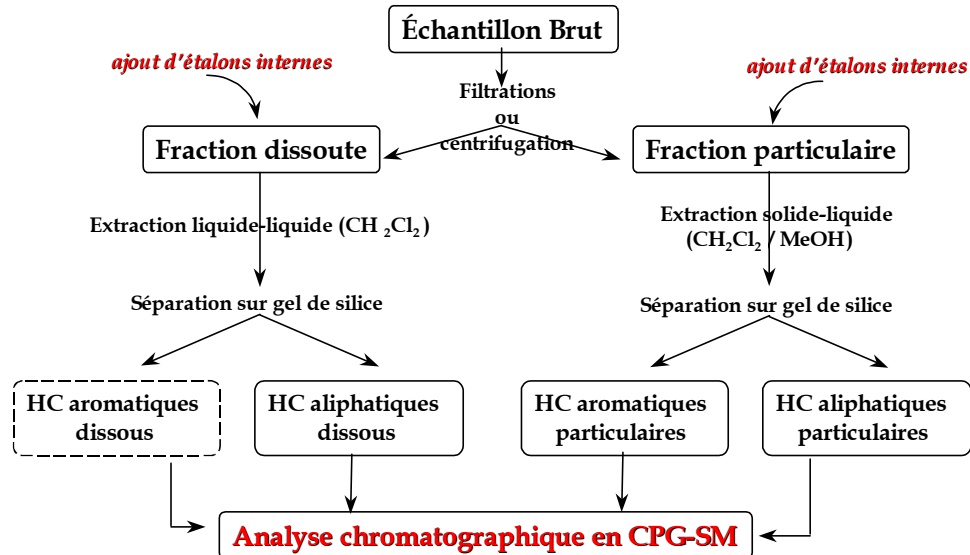 Échantillon Brut
ajout d'étalons internes
ajout d'étalons internes
Filtrations
ou
centrifugation
Fraction dissoute
Fraction particulaire
Extraction liquide-liquide (CH ₂Cl₂)
Extraction solide-liquide
(CH₂Cl₂ / MeOH)
Séparation sur gel de silice
Séparation sur gel de silice
HC aromatiques
dissous
HC aliphatiques
dissous
HC aromatiques
particulaires
HC aliphatiques
particulaires
Analyse chromatographique en CPG-SM